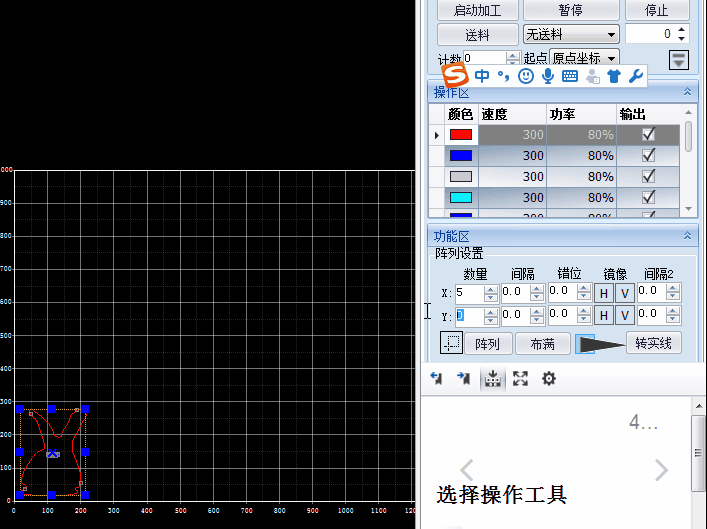 启动加工 暂停 停止
送料 无送料 0
计数 0 起点 原点坐标
中
操作区
颜色 速度 功率 输出
300 80%
300 80%
300 80%
300 80%
300 80%
功能区
阵列设置
数量 间隔 错位 镜像 间隔2
X: 5 0.0 0.0 H V 0.0
Y: 0.0 0.0 H V 0.0
阵列 布满 转实线
4...
选择操作工具
000
900
800
700
600
500
400
300
200
100
0
0 100 200 300 400 500 600 700 800 900 1000 1100 120